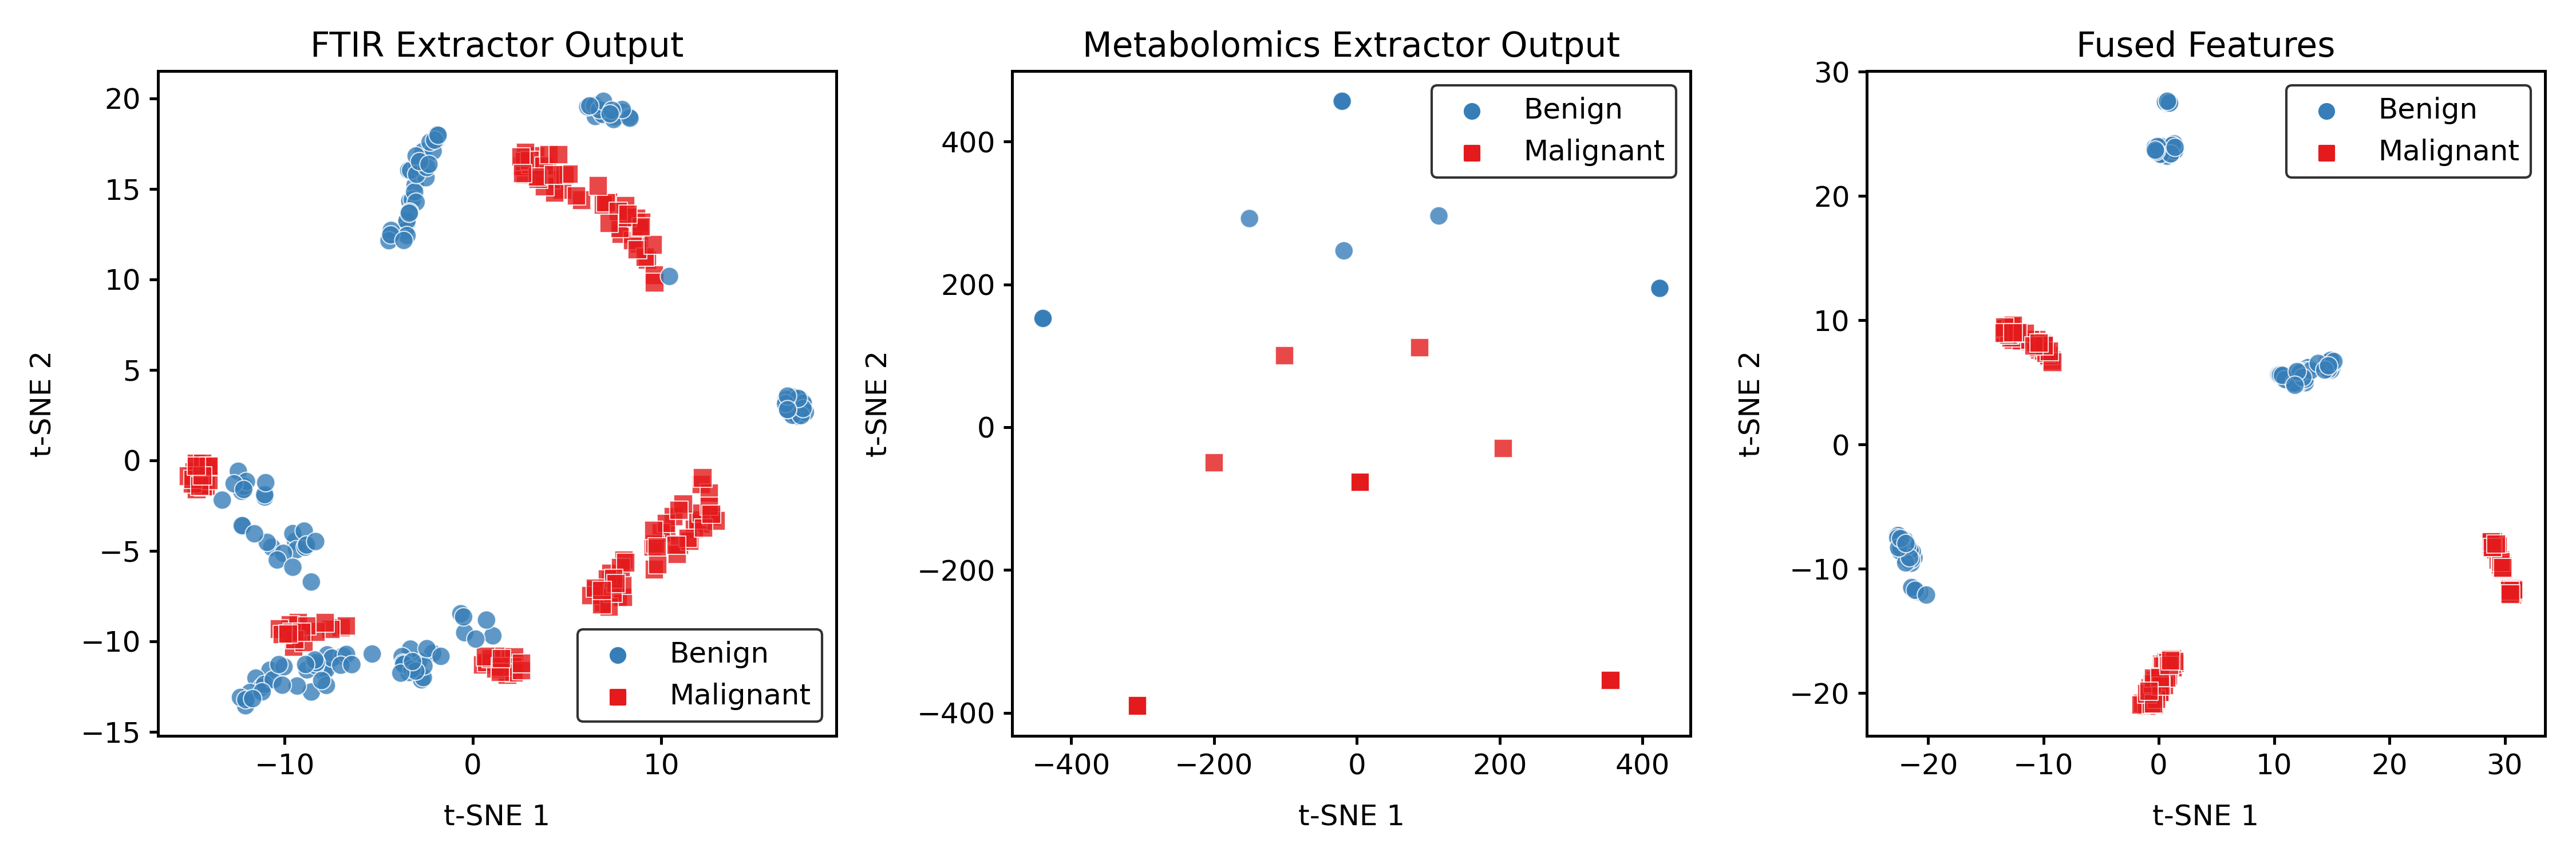 FTIR Extractor Output
20
15
10
5
0
−5
−10
−15
−10
0
10
t-SNE 1
t-SNE 2
Benign
Malignant
Metabolomics Extractor Output
400
200
0
−200
−400
−400
−200
0
200
400
t-SNE 1
t-SNE 2
Benign
Malignant
Fused Features
30
20
10
0
−10
−20
−20
−10
0
10
20
30
t-SNE 1
t-SNE 2
Benign
Malignant